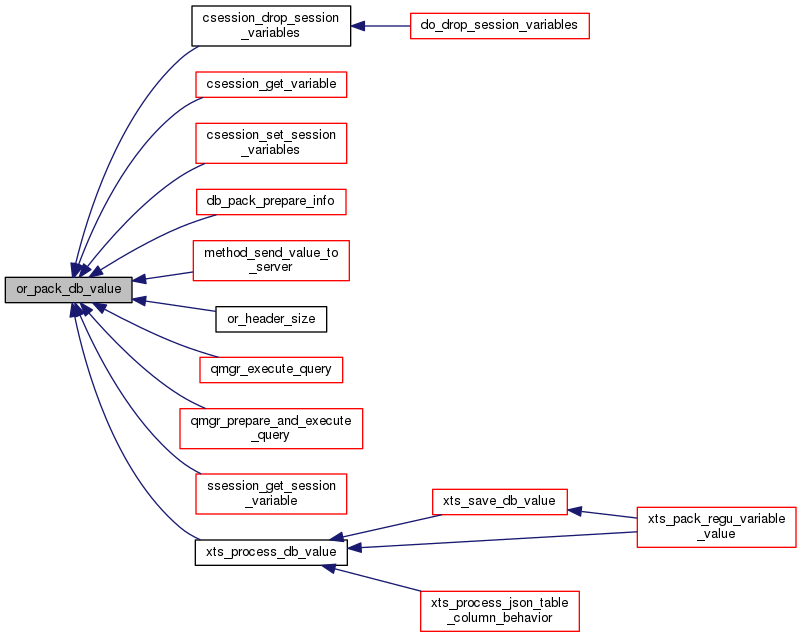 csession_drop_session
_variables
do_drop_session_variables
csession_get_variable
csession_set_session
_variables
db_pack_prepare_info
method_send_value_to
_server
or_pack_db_value
or_header_size
qmgr_execute_query
qmgr_prepare_and_execute
_query
ssession_get_session
_variable
xts_save_db_value
xts_pack_regu_variable
_value
xts_process_db_value
xts_process_json_table
_column_behavior